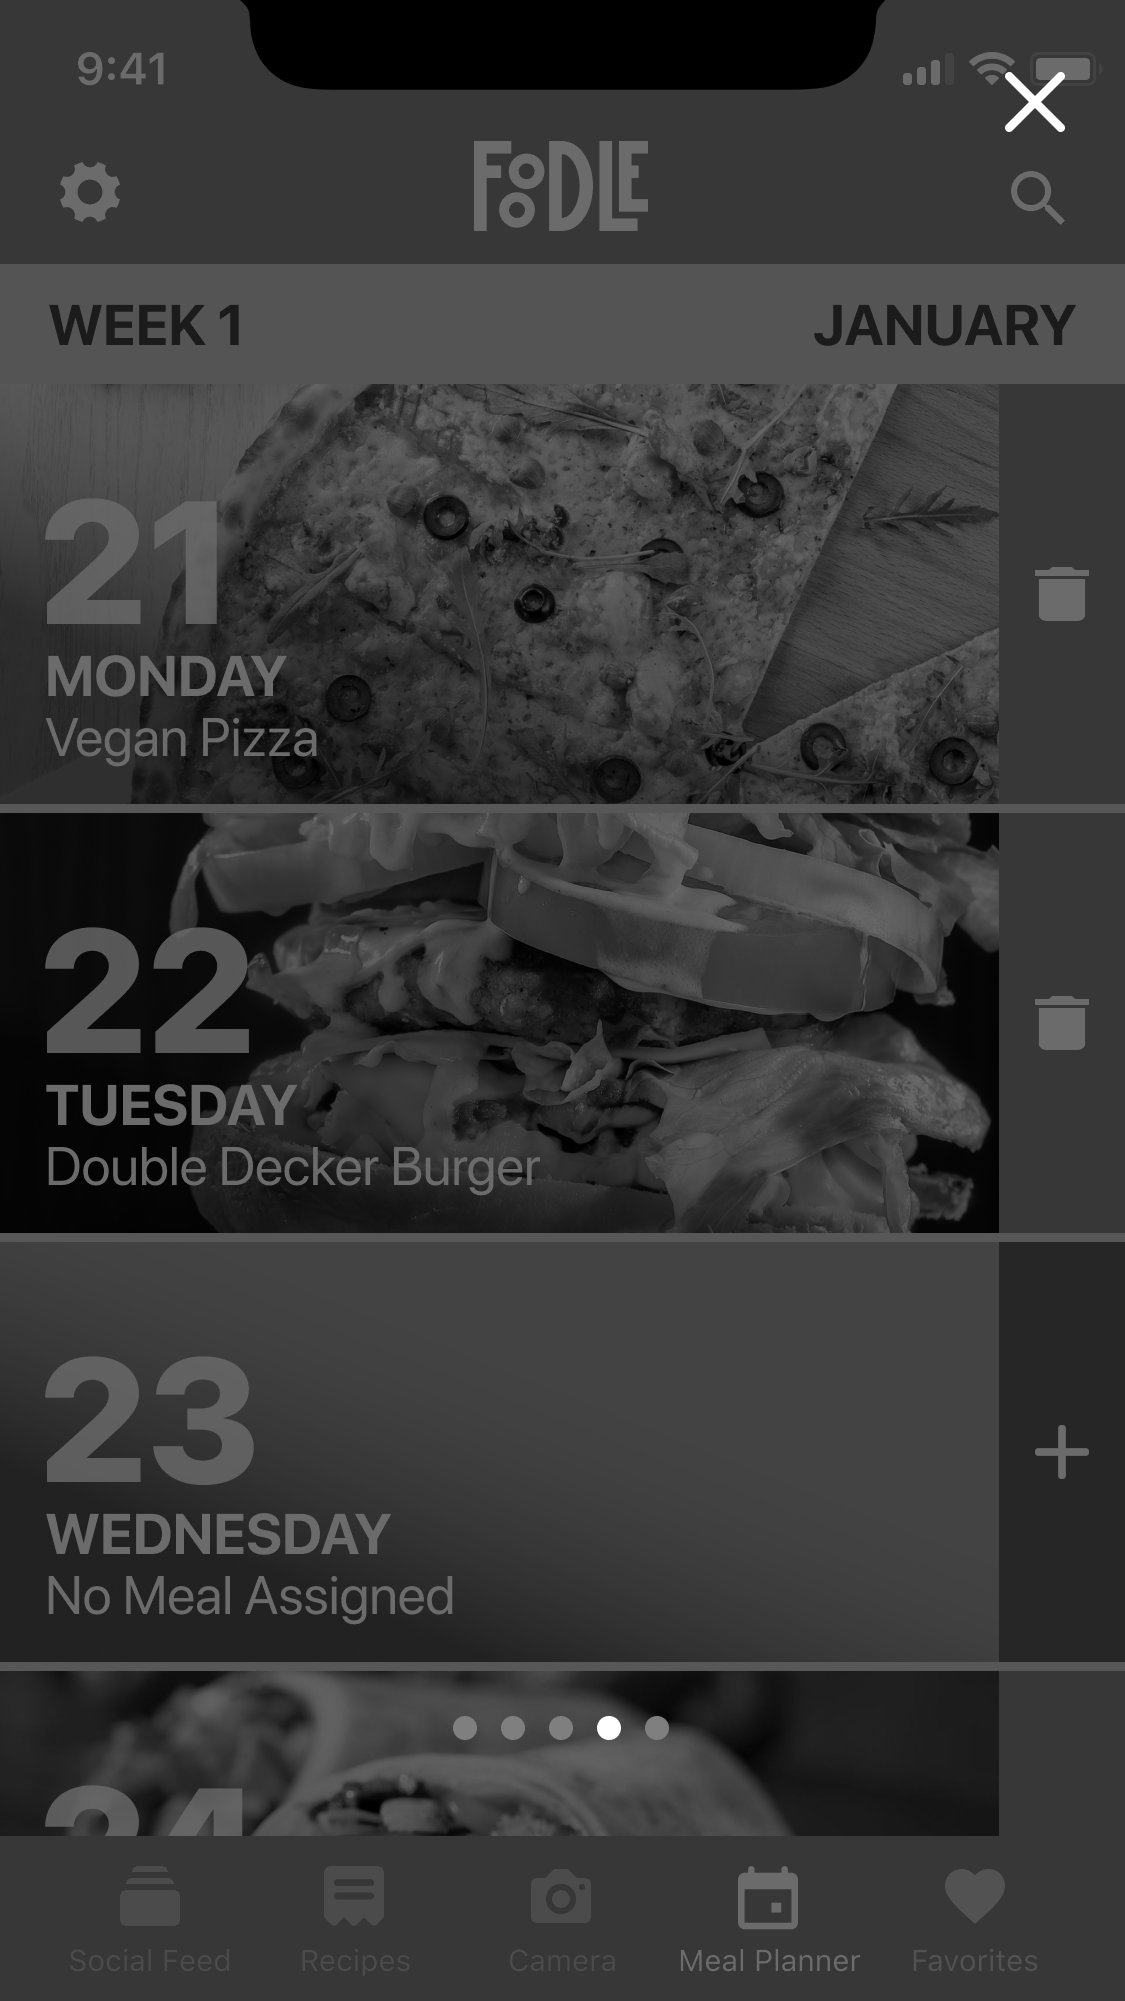 9:41
FOODLE
WEEK 1
JANUARY
21
MONDAY
Vegan Pizza
22
TUESDAY
Double Decker Burger
23
WEDNESDAY
No Meal Assigned
24
Social Feed
Recipes
Camera
Meal Planner
Favorites